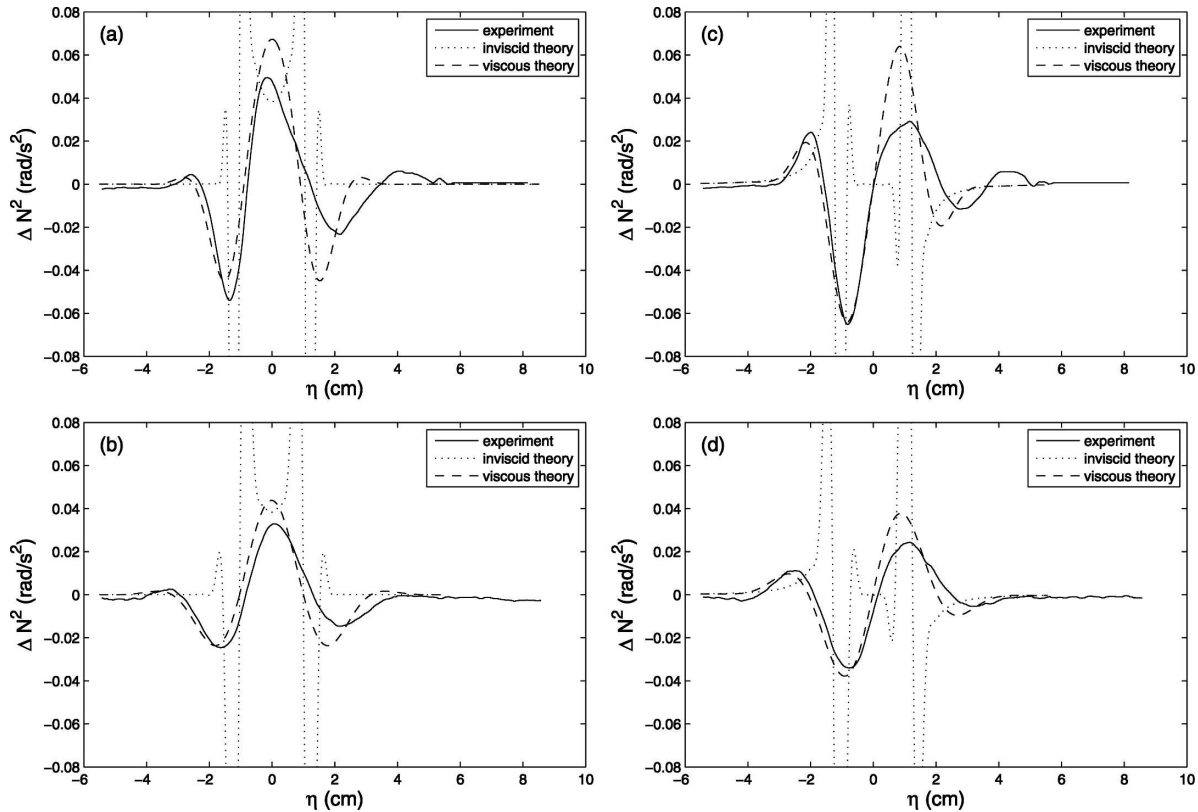 (a)
experiment
inviscid theory
viscous theory
0.08
0.06
0.04
0.02
0
−0.02
−0.04
−0.06
−0.08
Δ N² (rad/s²)
−6 −4 −2 0 2 4 6 8 10
η (cm)
(c)
experiment
inviscid theory
viscous theory
0.08
0.06
0.04
0.02
0
−0.02
−0.04
−0.06
−0.08
Δ N² (rad/s²)
−6 −4 −2 0 2 4 6 8 10
η (cm)
(b)
experiment
inviscid theory
viscous theory
0.08
0.06
0.04
0.02
0
−0.02
−0.04
−0.06
−0.08
Δ N² (rad/s²)
−6 −4 −2 0 2 4 6 8 10
η (cm)
(d)
experiment
inviscid theory
viscous theory
0.08
0.06
0.04
0.02
0
−0.02
−0.04
−0.06
−0.08
Δ N² (rad/s²)
−6 −4 −2 0 2 4 6 8 10
η (cm)